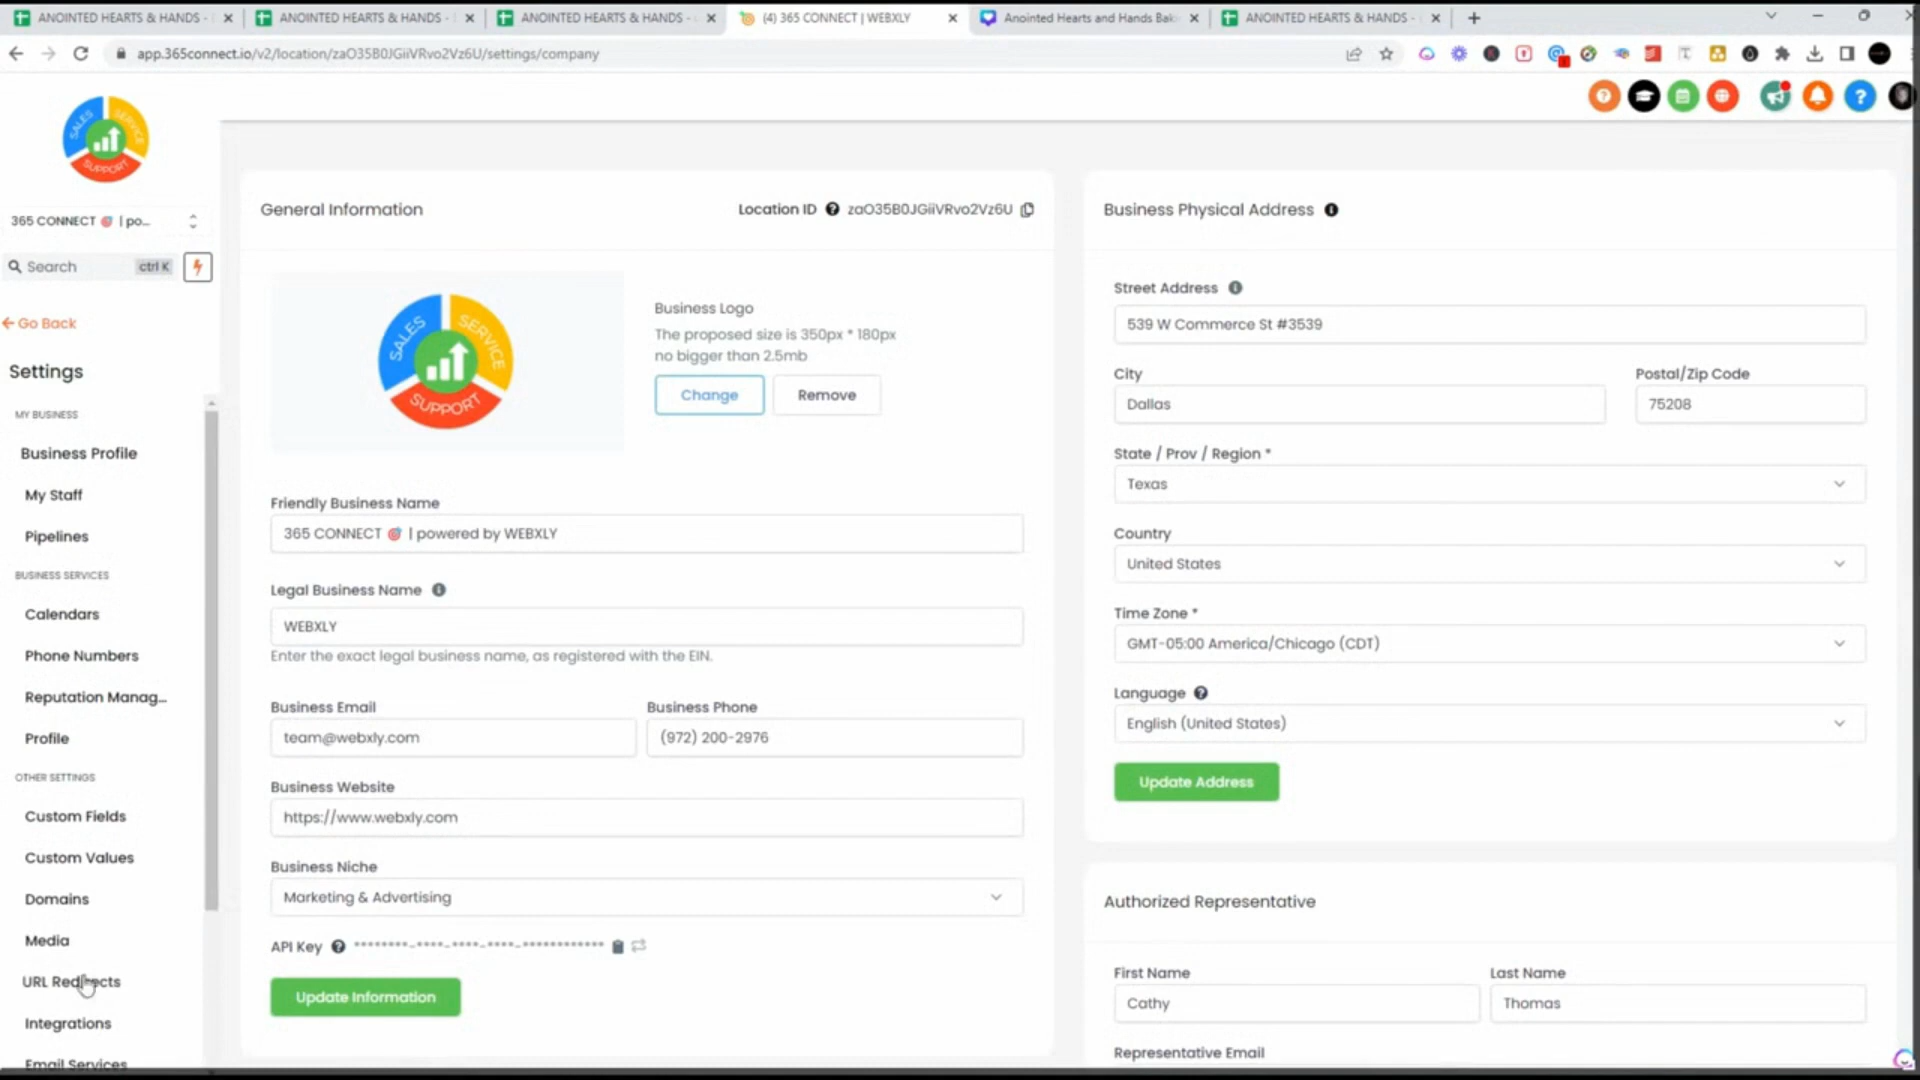 ANOINTED HEARTS & HANDS -
ANOINTED HEARTS & HANDS -
ANOINTED HEARTS & HANDS -
(4) 365 CONNECT | WEBXLY
Anointed Hearts and Hands Bak
ANOINTED HEARTS & HANDS -
app.365connect.io/v2/location/zaO35B0JGiiVRvo2Vz6U/settings/company
SALES
SERVICE
SUPPORT
365 CONNECT 🎯 | po...
Search
ctrl K
Go Back
Settings
MY BUSINESS
Business Profile
My Staff
Pipelines
BUSINESS SERVICES
Calendars
Phone Numbers
Reputation Manag...
Profile
OTHER SETTINGS
Custom Fields
Custom Values
Domains
Media
URL Redirects
Integrations
Email Services
General Information
Location ID zaO35B0JGiiVRvo2Vz6U
SALES
SERVICE
SUPPORT
Business Logo
The proposed size is 350px * 180px
no bigger than 2.5mb
Change
Remove
Friendly Business Name
365 CONNECT 🎯 | powered by WEBXLY
Legal Business Name
WEBXLY
Enter the exact legal business name, as registered with the EIN.
Business Email
Business Phone
team@webxly.com
(972) 200-2976
Business Website
https://www.webxly.com
Business Niche
Marketing & Advertising
API Key ********-****-****-****-************
Update Information
Business Physical Address
Street Address
539 W Commerce St #3539
City
Postal/Zip Code
Dallas
75208
State / Prov / Region *
Texas
Country
United States
Time Zone *
GMT-05:00 America/Chicago (CDT)
Language
English (United States)
Update Address
Authorized Representative
First Name
Last Name
Cathy
Thomas
Representative Email